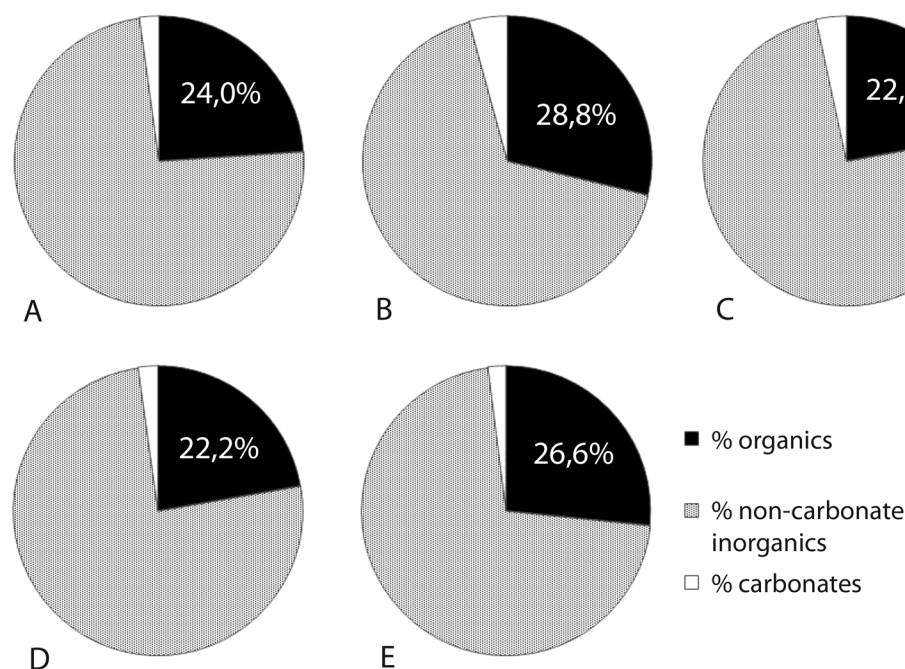 24,0%
28,8%
22,
A
B
C
22,2%
26,6%
% organics
% non-carbonate
inorganics
% carbonates
D
E